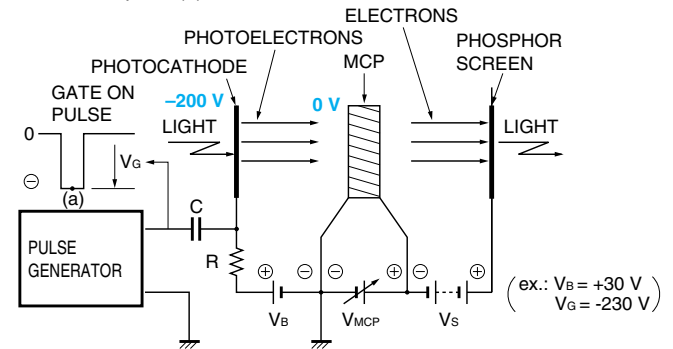 ELECTRONS
PHOTOELECTRONS
PHOSPHOR
SCREEN
MCP
PHOTOCATHODE
GATE ON
PULSE
–200 V
0 V
LIGHT
LIGHT
0
VG
⊖
(a)
C
PULSE
GENERATOR
R
⊕ ⊖ ⊖ ⊕ ⊖ ⊕
VB
VMCP
VS
(ex.: VB = +30 V
VG = -230 V)